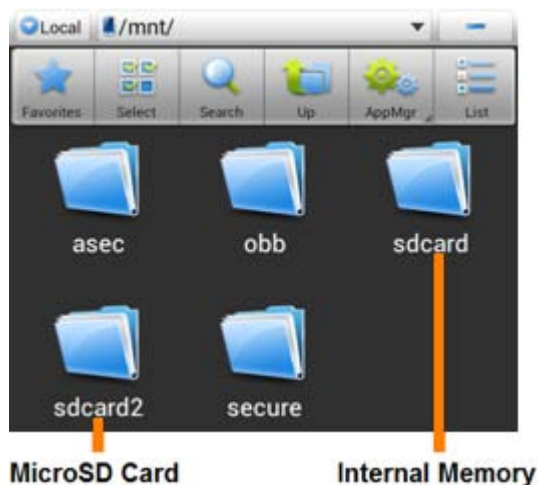 Local /mnt/
Favorites Select Search Up AppMgr List
asec obb sdcard
sdcard2 secure
MicroSD Card Internal Memory